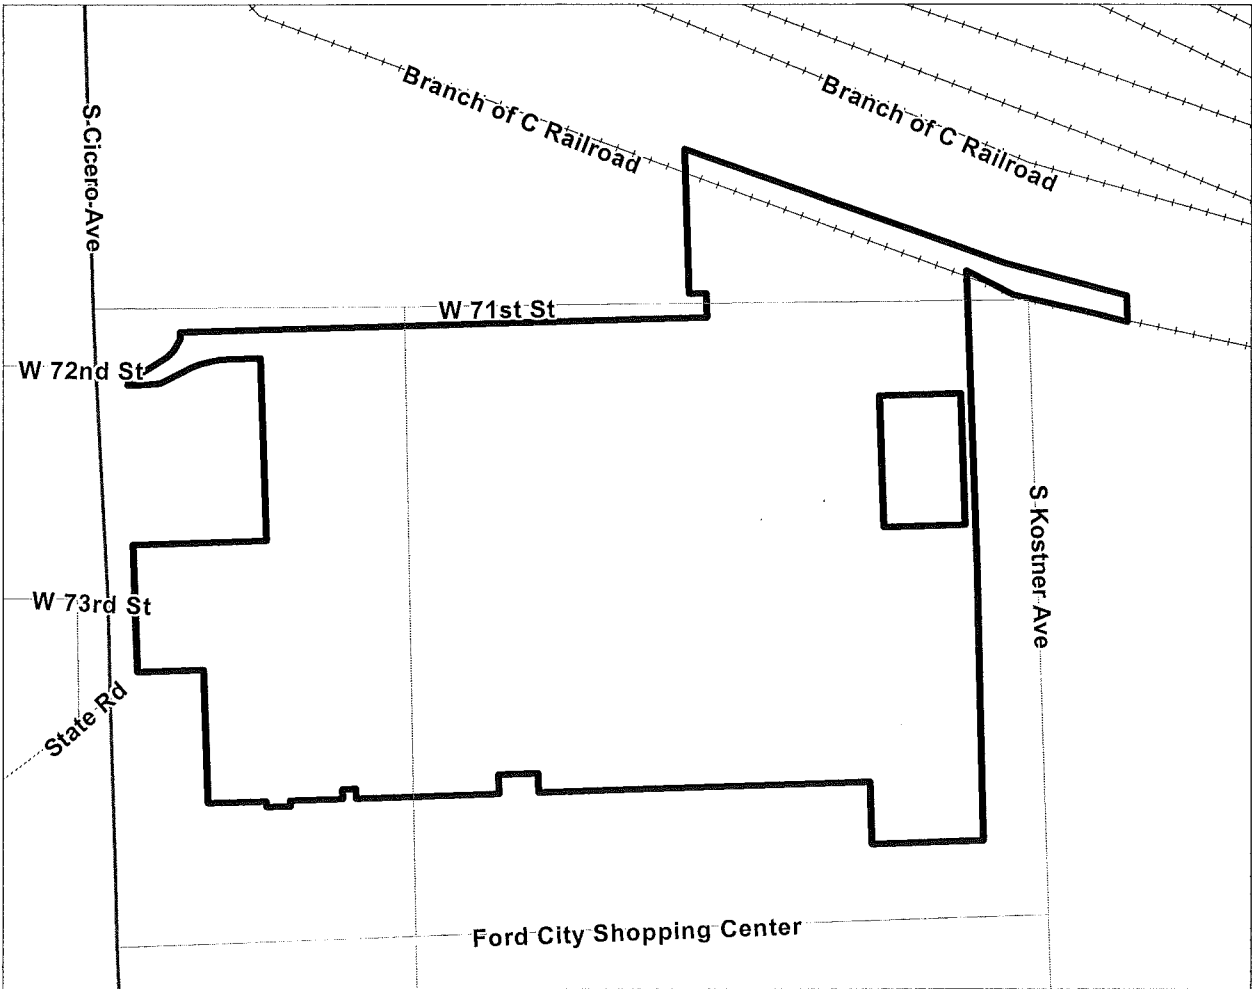 Branch of C Railroad
Branch of C Railroad
S Cicero Ave
W 71st St
W 72nd St
S Kostner Ave
W 73rd St
State Rd
Ford City Shopping Center